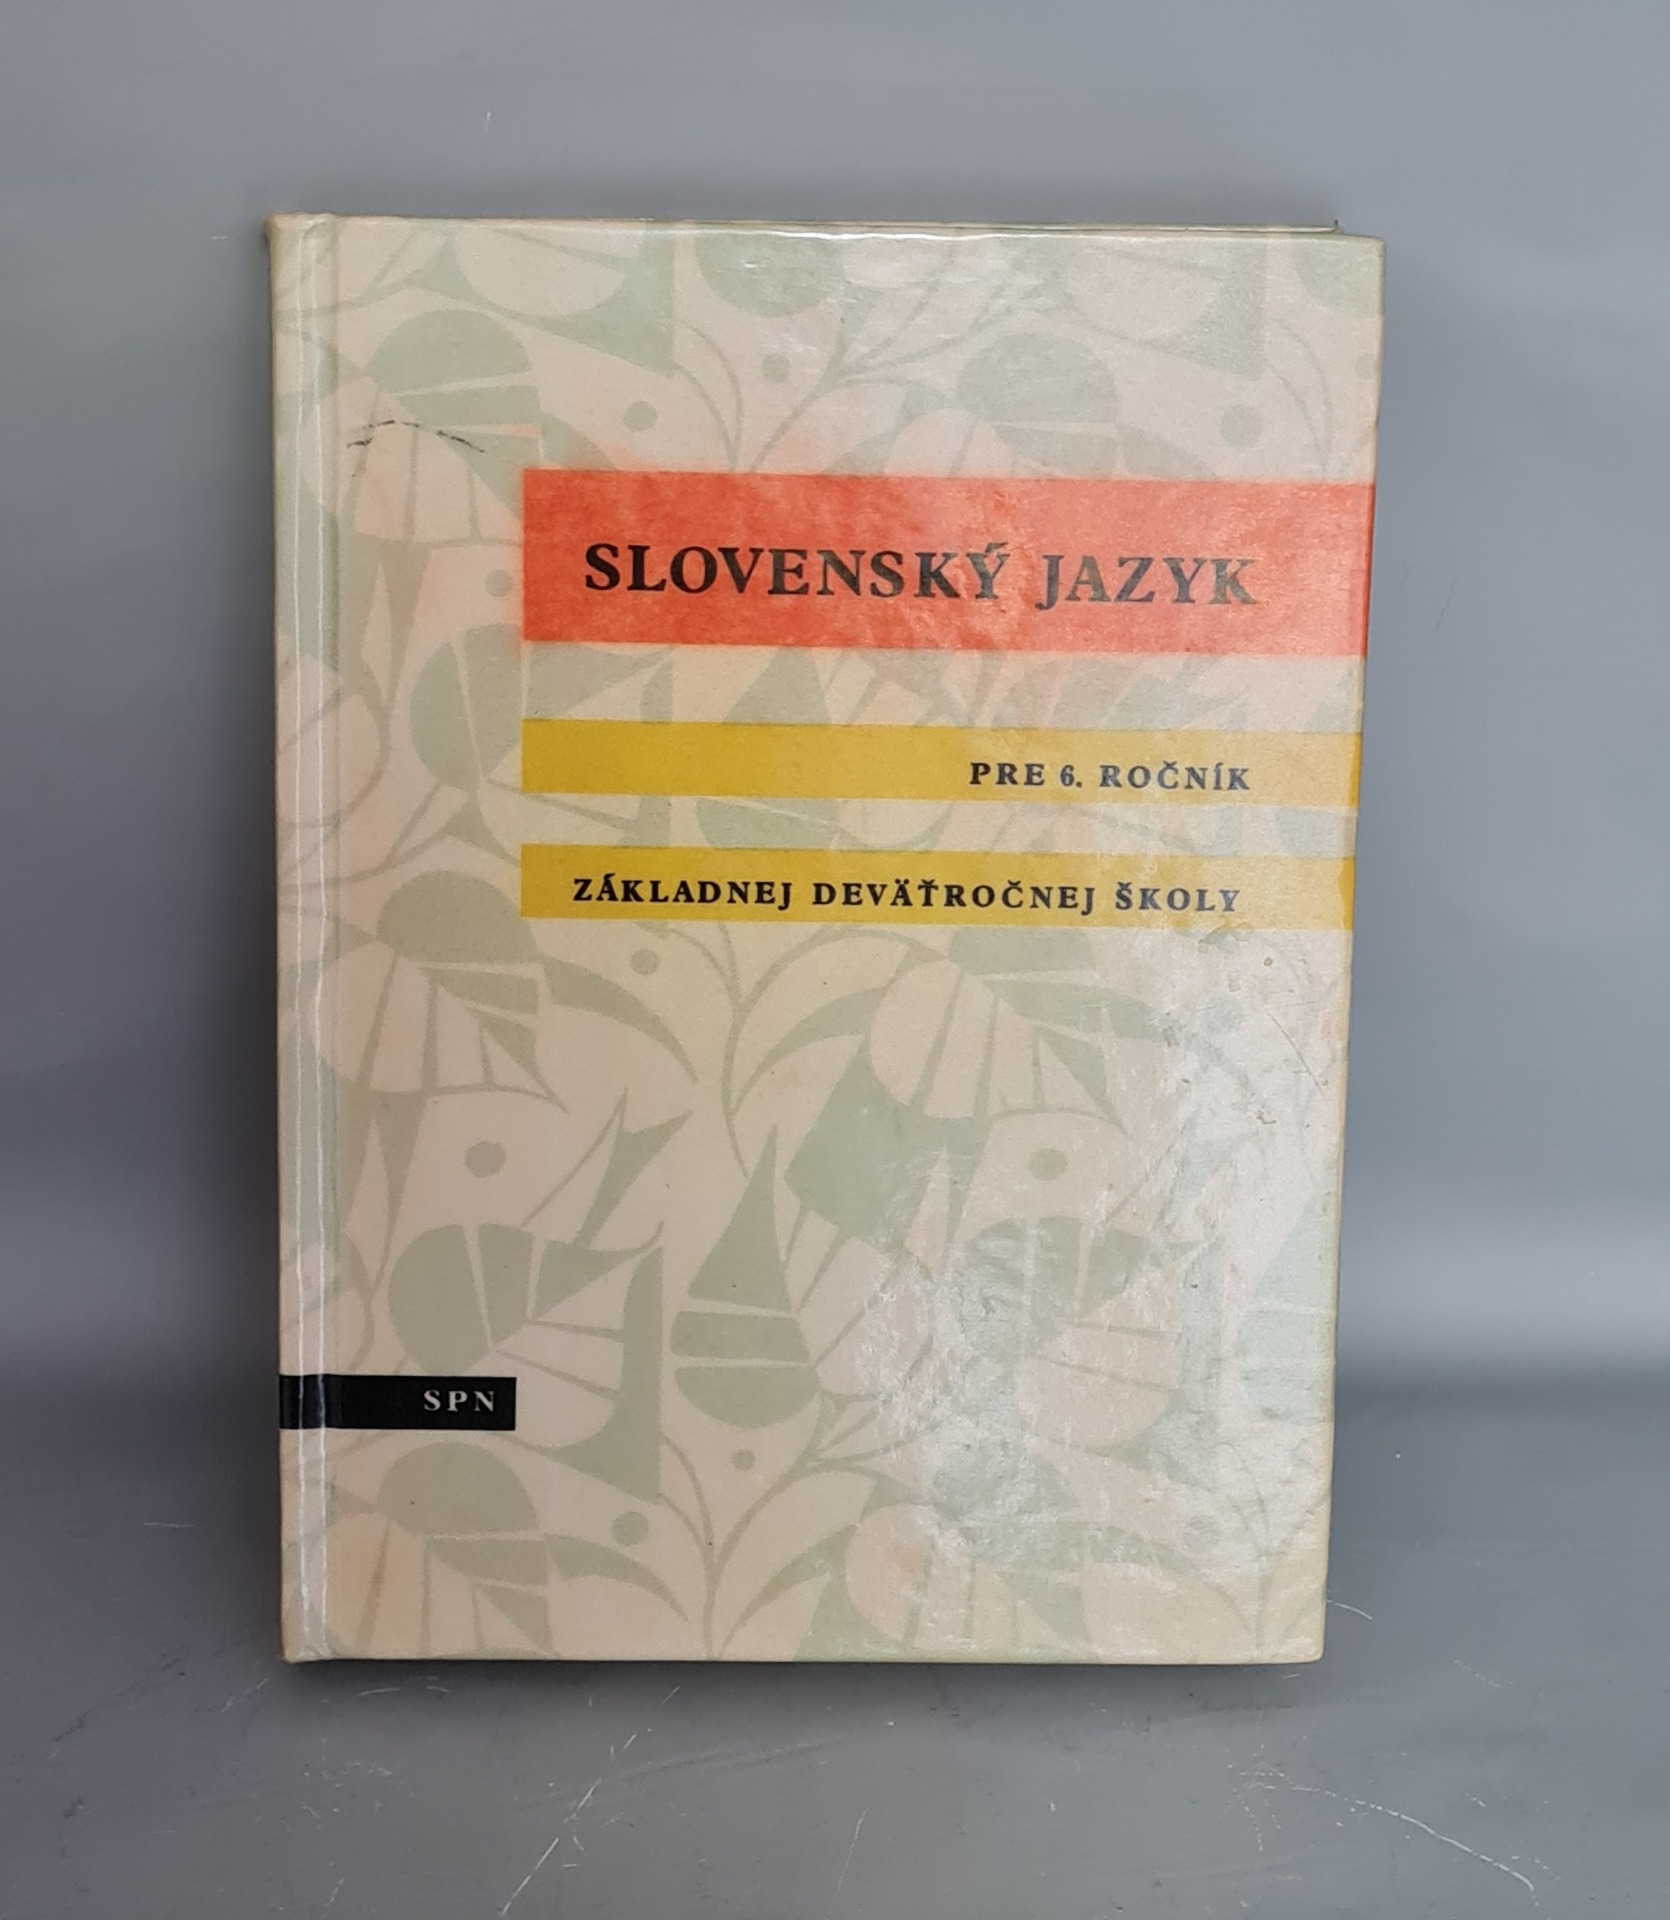 SLOVENSKÝ JAZYK
PRE 6. ROČNÍK
ZÁKLADNEJ DEVÄŤROČNEJ ŠKOLY
SPN